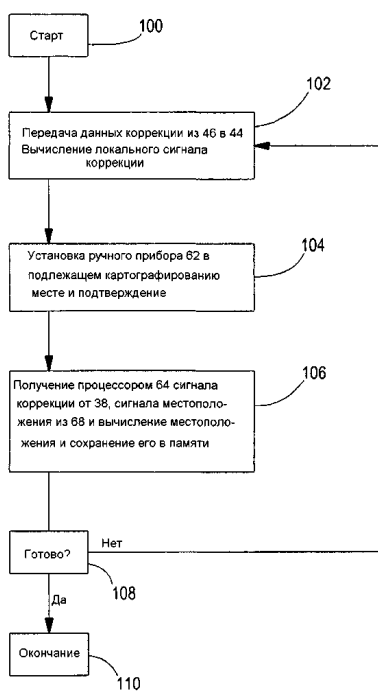 Старт
100
102
Передача данных коррекции из 46 в 44
Вычисление локального сигнала
коррекции
104
Установка ручного прибора 62 в
подлежащем картографированию
месте и подтверждение
106
Получение процессором 64 сигнала
коррекции от 38, сигнала местополо-
жения из 68 и вычисление местополо-
жения и сохранение его в памяти
Готово?
Нет
108
Да
Окончание
110